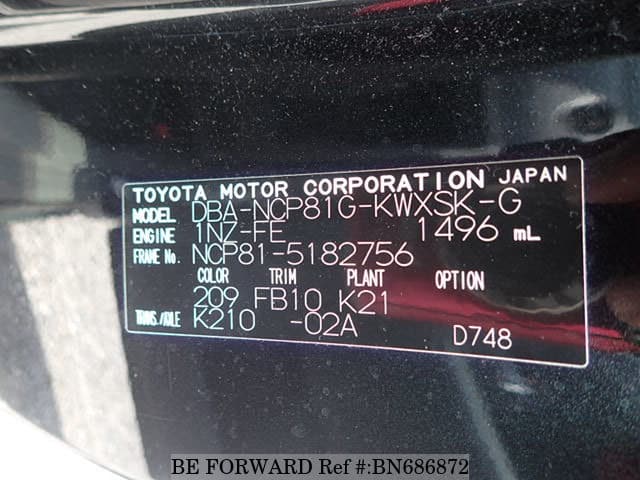 TOYOTA MOTOR CORPORATION JAPAN
MODEL DBA-NCP81G-KWXSK-G
ENGINE 1NZ-FE 1496 mL
FRAME No. NCP81-5182756
COLOR TRIM PLANT OPTION
209 FB10 K21
TRANS./AXLE K210 -02A
D748
BE FORWARD Ref #:BN686872